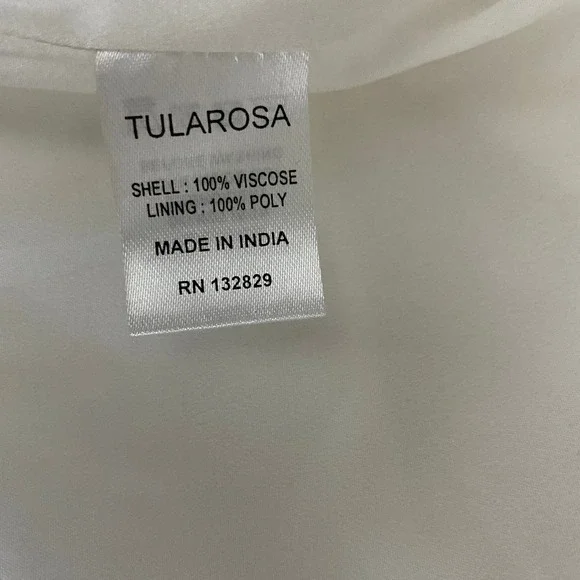 TULAROSA
SHELL : 100% VISCOSE
LINING : 100% POLY
MADE IN INDIA
RN 132829